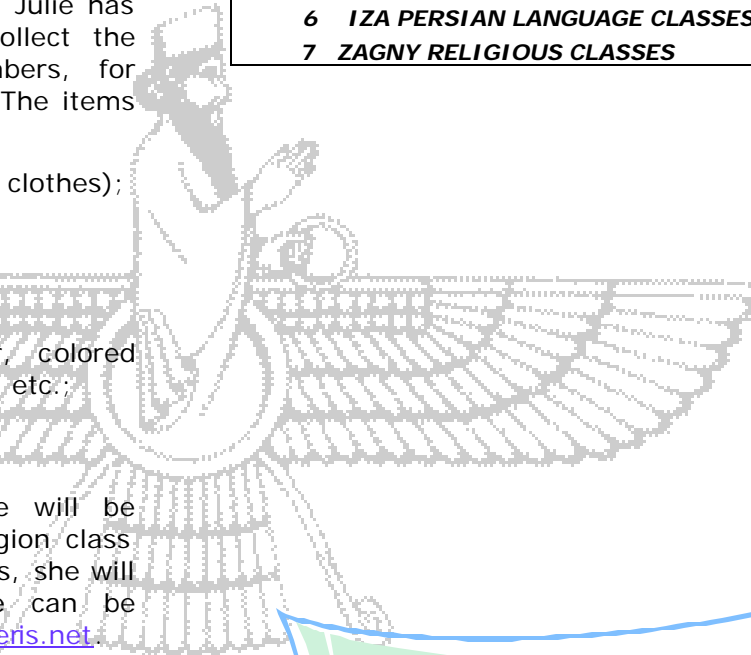 Julie has
ollect the
bers, for
The items
clothes);
, colored
etc.;
e will be
gion class
s, she will
e can be
eris.net.
6 IZA PERSIAN LANGUAGE CLASSES
7 ZAGNY RELIGIOUS CLASSES